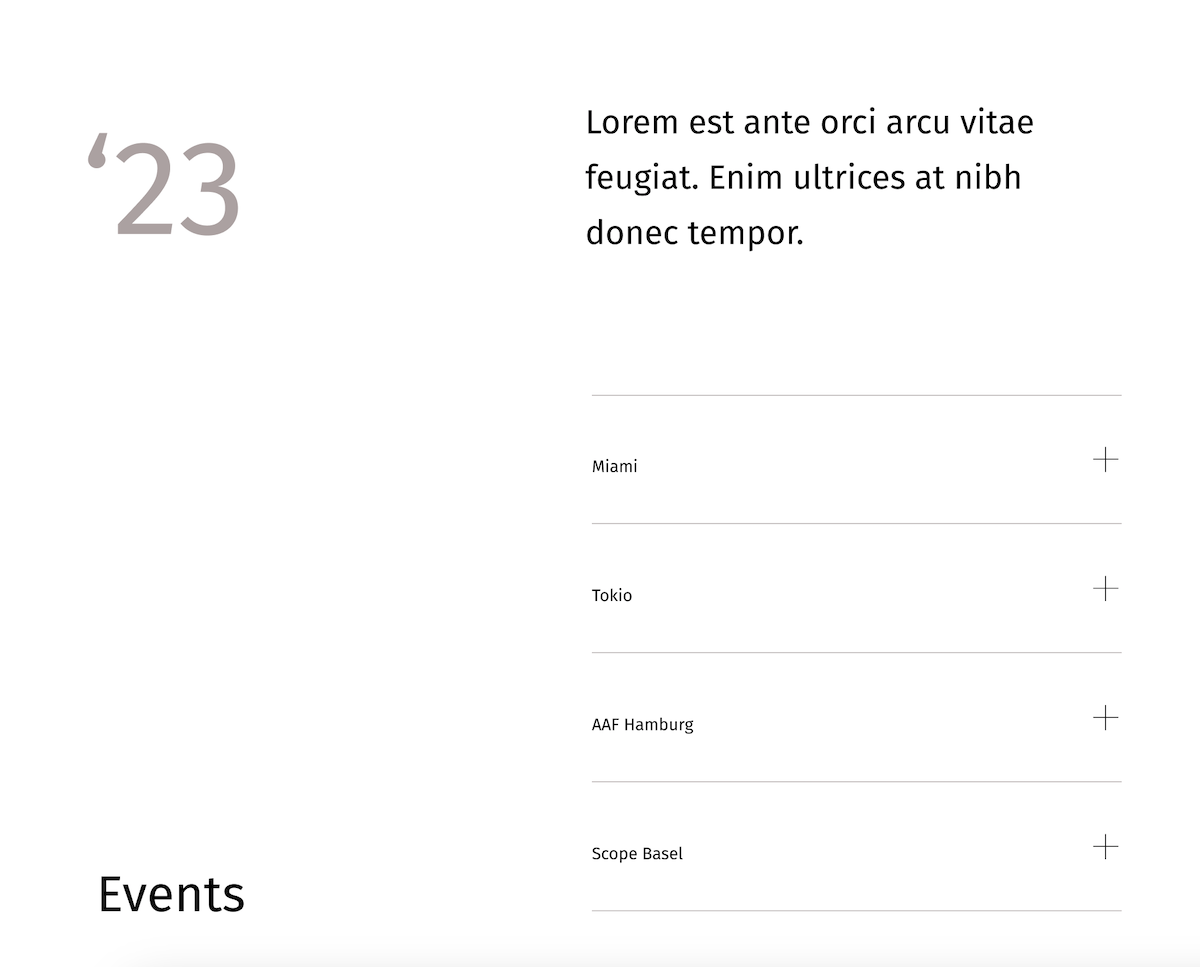 ‘23
Lorem est ante orci arcu vitae
feugiat. Enim ultrices at nibh
donec tempor.
Miami
Tokio
AAF Hamburg
Scope Basel
Events